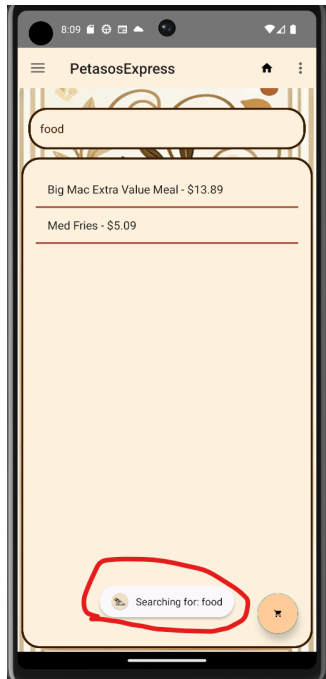 8:09
PetasosExpress
food
Big Mac Extra Value Meal - $13.89
Med Fries - $5.09
Searching for: food